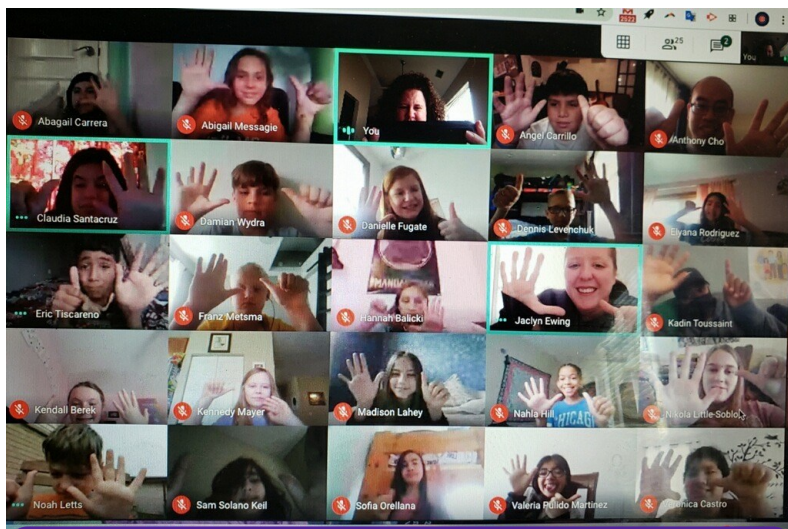 2022
25
2
You
Abagail Carrera
Abigail Messagie
You
Angel Carrillo
Anthony Cho
Claudia Santacruz
Damian Wydra
Danielle Fugate
Dennis Levenchuk
Elyana Rodriguez
Eric Tiscareno
Franz Metsma
Hannah Balicki
Jaclyn Ewing
Kadin Toussaint
Kendall Berek
Kennedy Mayer
Madison Lahey
Nahla Hill
CHICAG
Nikola Little-Soblo
Noah Letts
Sam Solano Keil
Sofia Orellana
Valeria Pulido Martinez
Castro